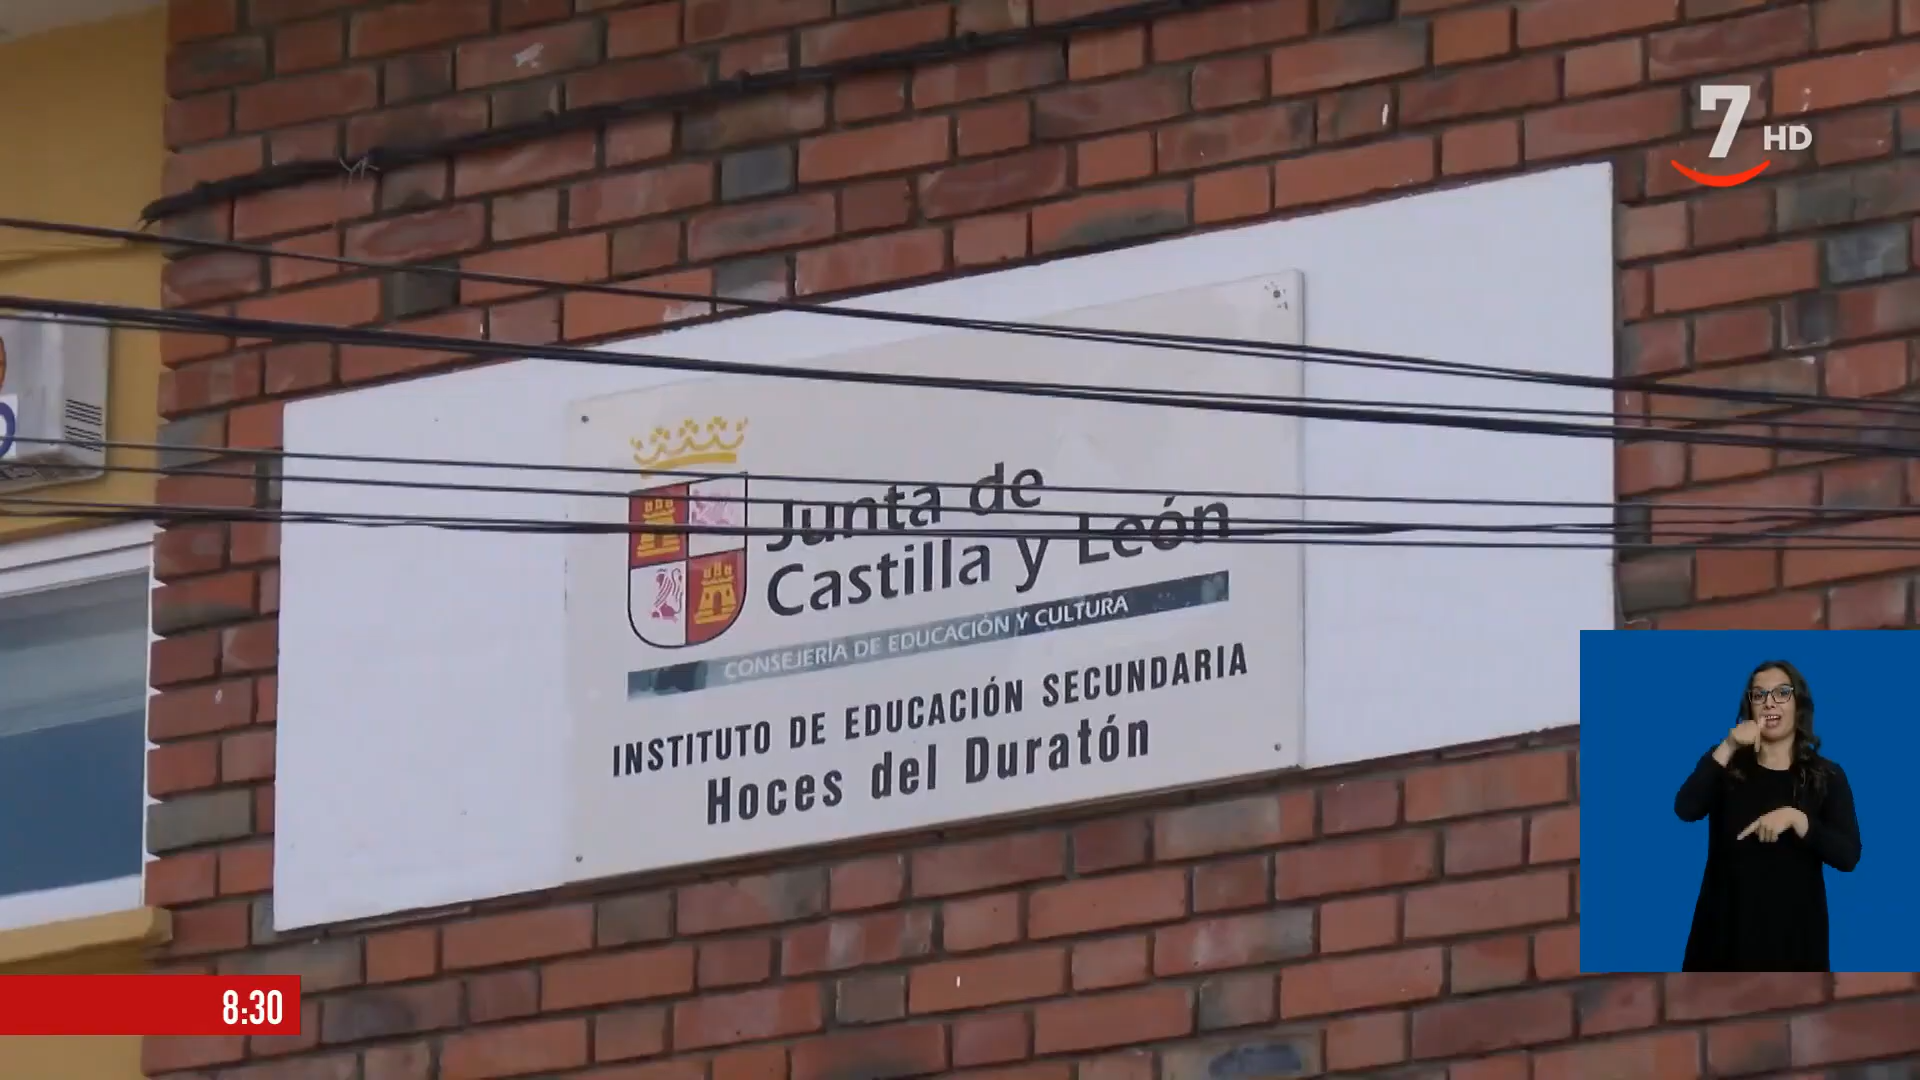 7 HD
Junta de
Castilla y León
CONSEJERÍA DE EDUCACIÓN Y CULTURA
INSTITUTO DE EDUCACIÓN SECUNDARIA
Hoces del Duratón
8:30